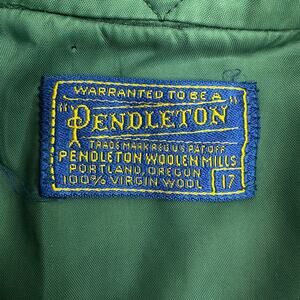 WARRANTED TO BE A
"PENDLETON"
TRADE MARK REG. U.S. PAT. OFF.
PENDLETON WOOLEN MILLS
PORTLAND, OREGON
100% VIRGIN WOOL 17